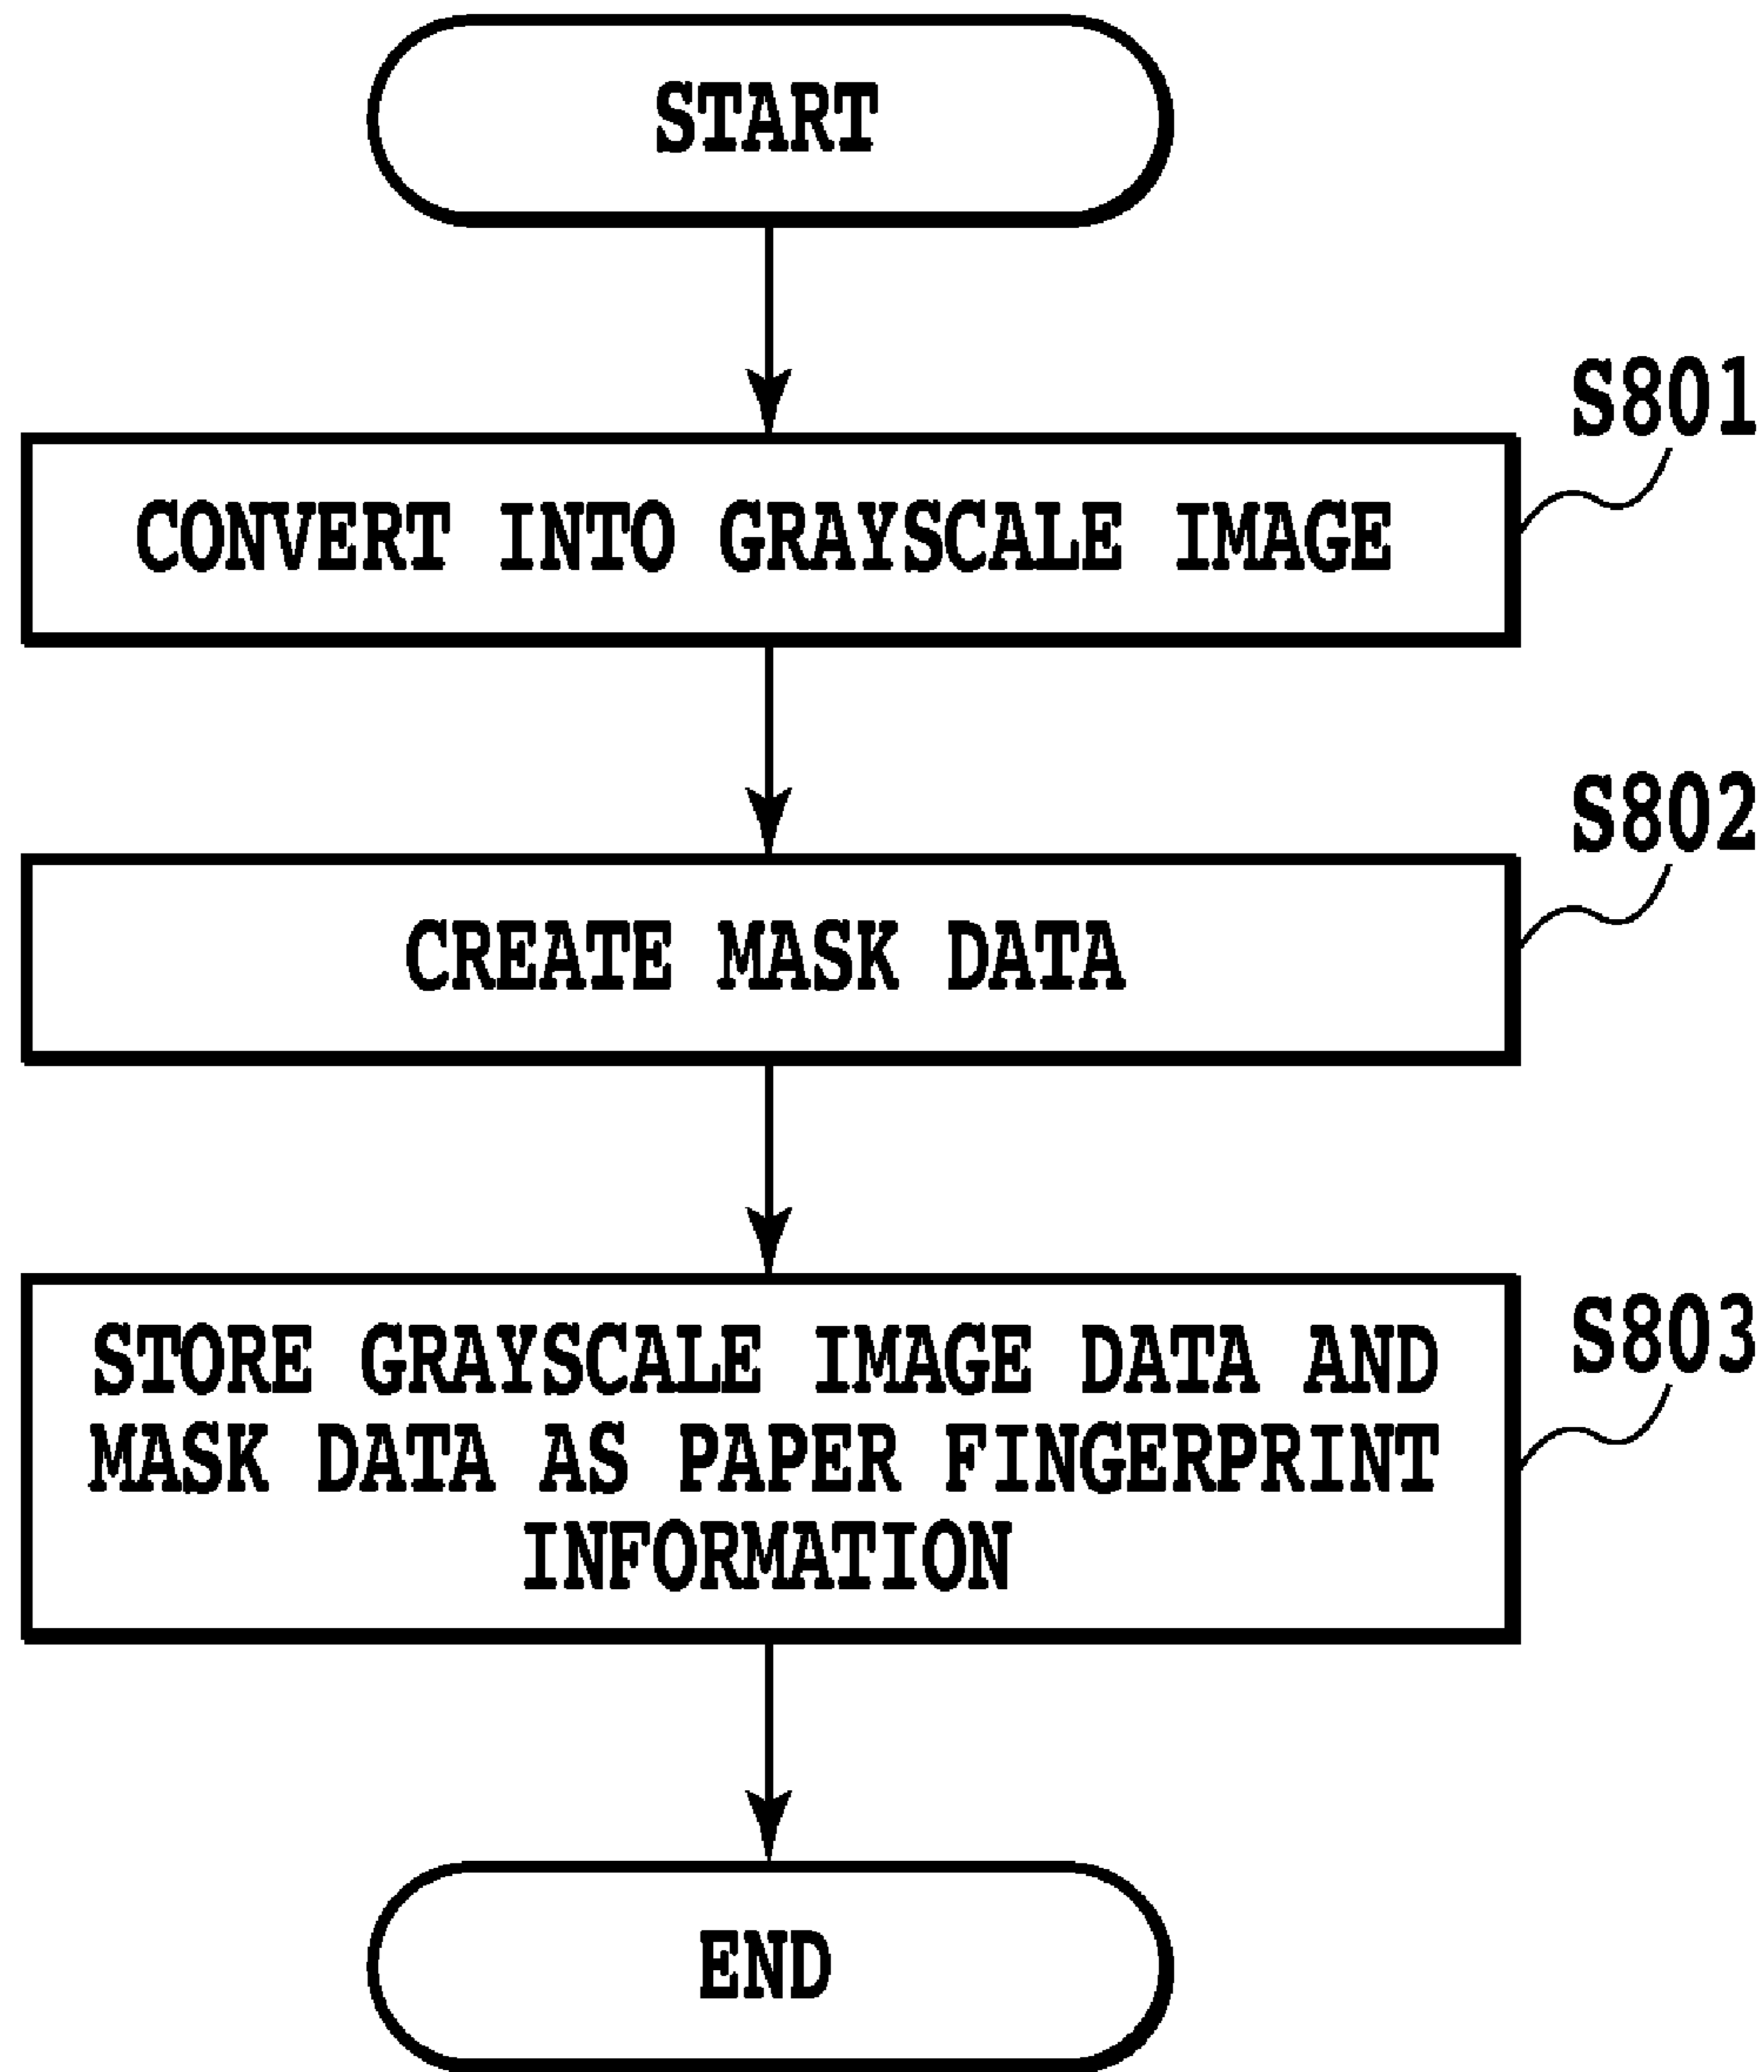 START
S801
CONVERT INTO GRAYSCALE IMAGE
S802
CREATE MASK DATA
S803
STORE GRAYSCALE IMAGE DATA AND
MASK DATA AS PAPER FINGERPRINT
INFORMATION
END